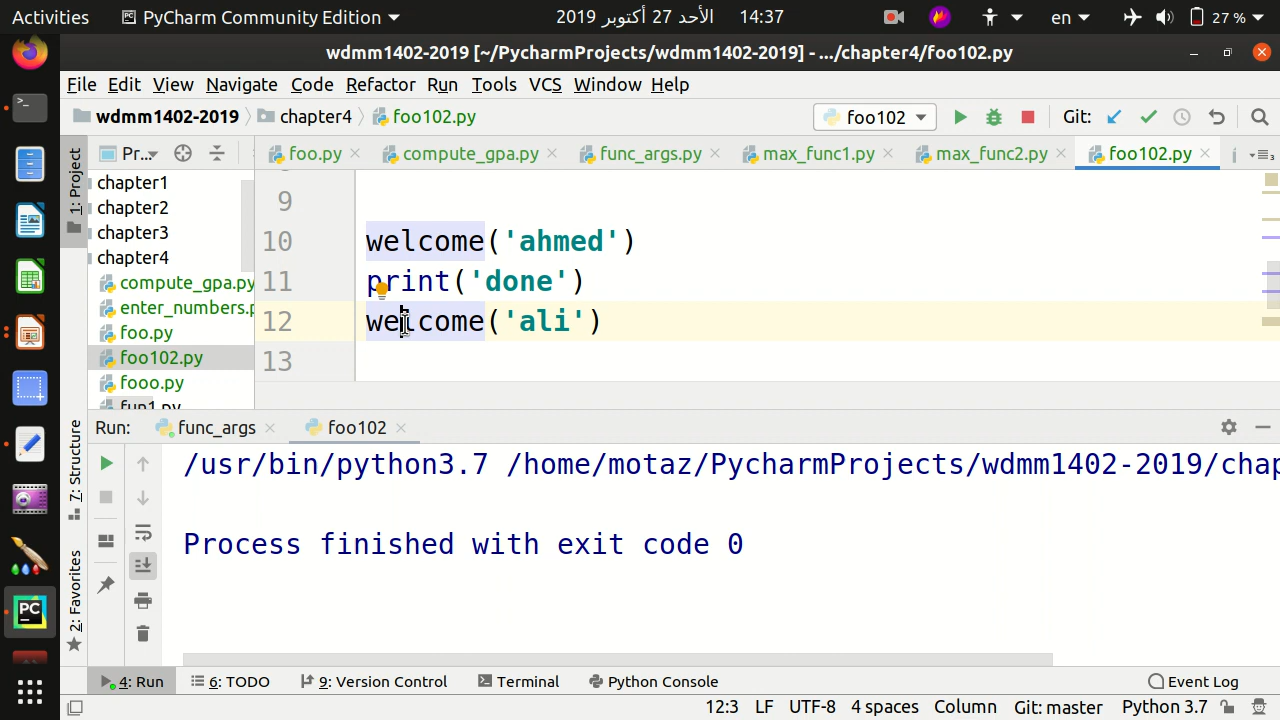 Activities PyCharm Community Edition الأحد 27 أكتوبر 2019 14:37 en 27 %
wdmm1402-2019 [~/PycharmProjects/wdmm1402-2019] - .../chapter4/foo102.py
File Edit View Navigate Code Refactor Run Tools VCS Window Help
wdmm1402-2019 chapter4 foo102.py foo102 Git:
1: Project Pr... foo.py compute_gpa.py func_args.py max_func1.py max_func2.py foo102.py
chapter1
chapter2
chapter3
chapter4
compute_gpa.py
enter_numbers.p
foo.py
foo102.py
fooo.py
fun1.py
9
10 welcome('ahmed')
11 print('done')
12 welcome('ali')
13
Run: func_args foo102
7: Structure
2: Favorites
/usr/bin/python3.7 /home/motaz/PycharmProjects/wdmm1402-2019/chap
Process finished with exit code 0
PC
4: Run 6: TODO 9: Version Control Terminal Python Console Event Log
12:3 LF UTF-8 4 spaces Column Git: master Python 3.7